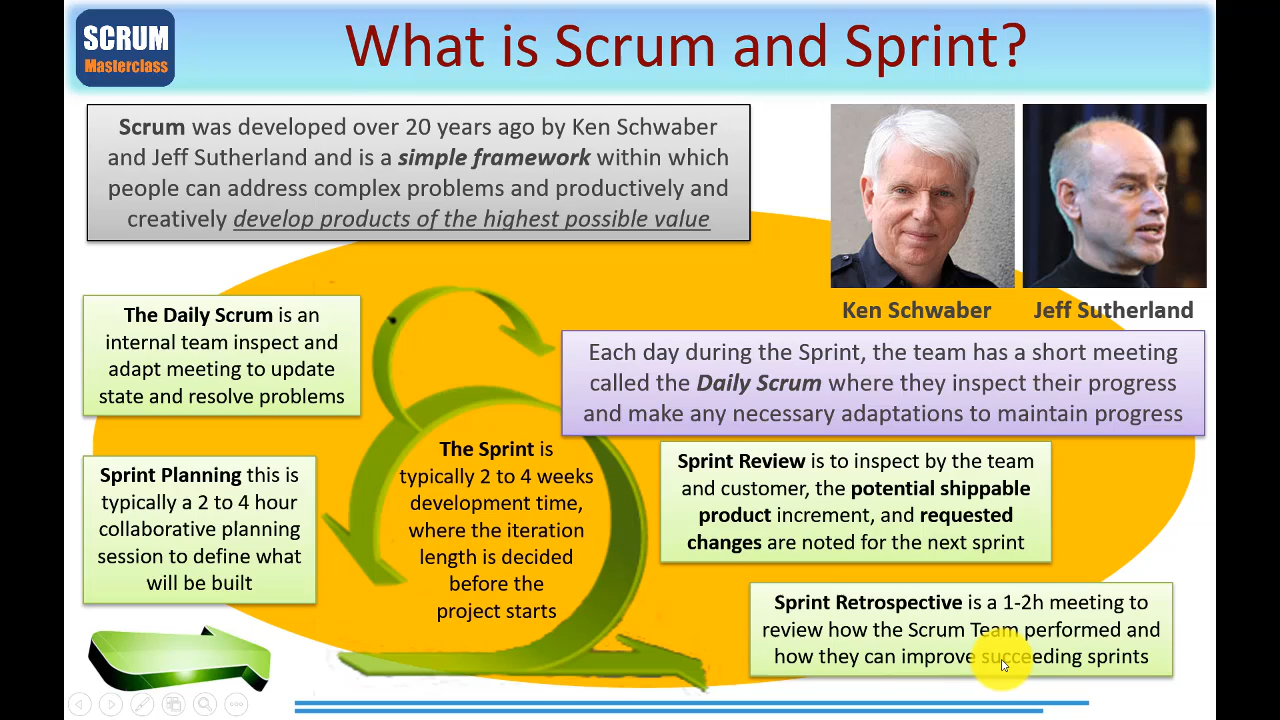 SCRUM
Masterclass
What is Scrum and Sprint?
Scrum was developed over 20 years ago by Ken Schwaber
and Jeff Sutherland and is a simple framework within which
people can address complex problems and productively and
creatively develop products of the highest possible value
Ken Schwaber
Jeff Sutherland
The Daily Scrum is an
internal team inspect and
adapt meeting to update
state and resolve problems
Each day during the Sprint, the team has a short meeting
called the Daily Scrum where they inspect their progress
and make any necessary adaptations to maintain progress
Sprint Planning this is
typically a 2 to 4 hour
collaborative planning
session to define what
will be built
The Sprint is
typically 2 to 4 weeks
development time,
where the iteration
length is decided
before the
project starts
Sprint Review is to inspect by the team
and customer, the potential shippable
product increment, and requested
changes are noted for the next sprint
Sprint Retrospective is a 1-2h meeting to
review how the Scrum Team performed and
how they can improve succeeding sprints